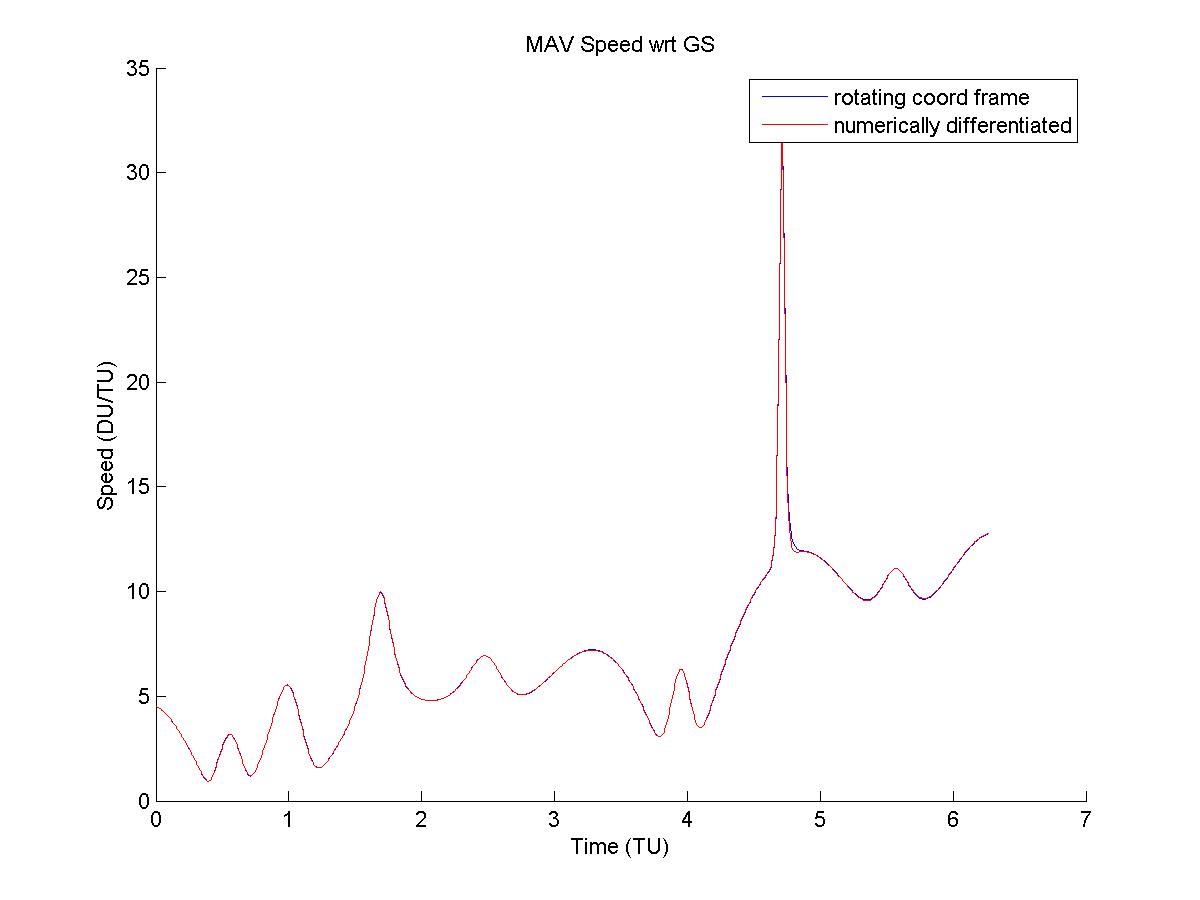 MAV Speed wrt GS
rotating coord frame
numerically differentiated
35
30
25
20
15
10
5
0
Speed (DU/TU)
0 1 2 3 4 5 6 7
Time (TU)